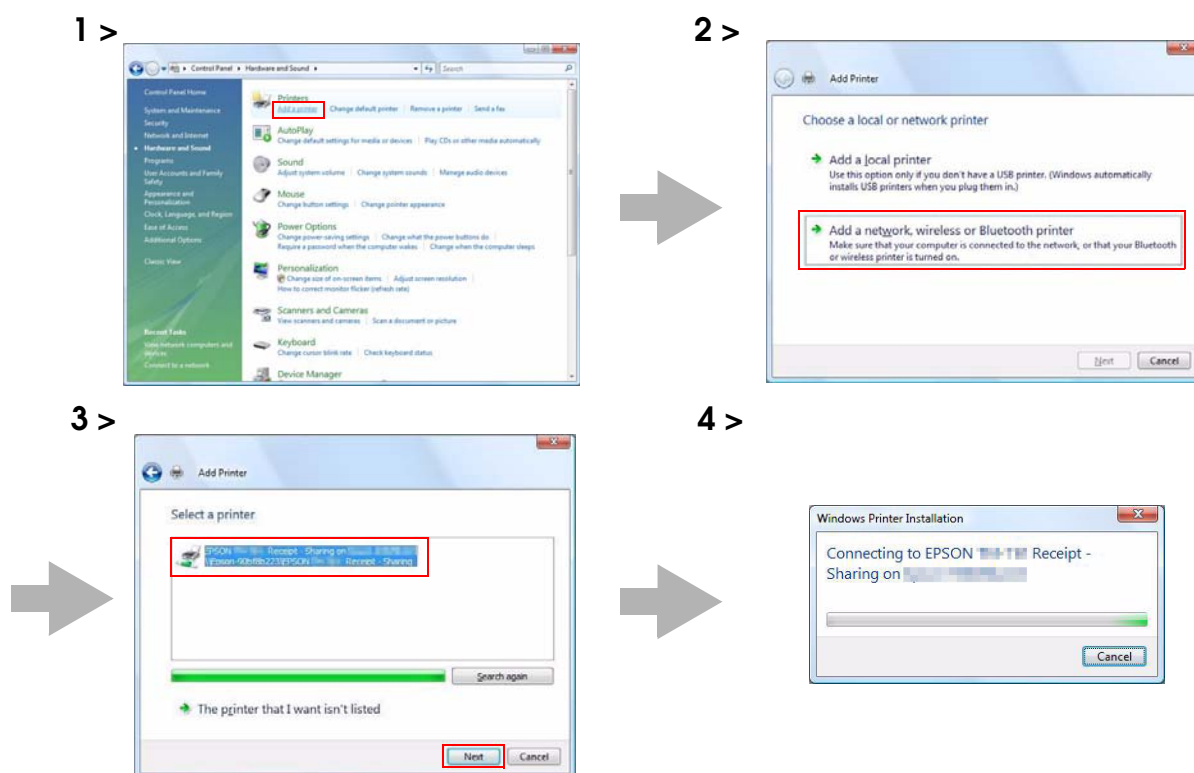 1 >
Control Panel ▸ Hardware and Sound ▸
Search
Control Panel Home
System and Maintenance
Security
Network and Internet
Hardware and Sound
Programs
User Accounts and Family
Safety
Appearance and
Personalization
Clock, Language, and Region
Ease of Access
Additional Options
Classic View
Recent Tasks
View network computers and
devices
Connect to a network
Printers
Add a printer Change default printer Remove a printer Send a fax
AutoPlay
Change default settings for media or devices Play CDs or other media automatically
Sound
Adjust system volume Change system sounds Manage audio devices
Mouse
Change button settings Change pointer appearance
Power Options
Change power-saving settings Change what the power buttons do
Require a password when the computer wakes Change when the computer sleeps
Personalization
Change size of on-screen items Adjust screen resolution
How to correct monitor flicker (refresh rate)
Scanners and Cameras
View scanners and cameras Scan a document or picture
Keyboard
Change cursor blink rate Check keyboard status
Device Manager
2 >
Add Printer
Choose a local or network printer
Add a local printer
Use this option only if you don't have a USB printer. (Windows automatically
installs USB printers when you plug them in.)
Add a network, wireless or Bluetooth printer
Make sure that your computer is connected to the network, or that your Bluetooth
or wireless printer is turned on.
Next Cancel
3 >
Add Printer
Select a printer
EPSON Receipt - Sharing on
\\Epson-90bf8b223\EPSON Receipt - Sharing
Search again
The printer that I want isn't listed
Next Cancel
4 >
Windows Printer Installation
Connecting to EPSON Receipt -
Sharing on
Cancel